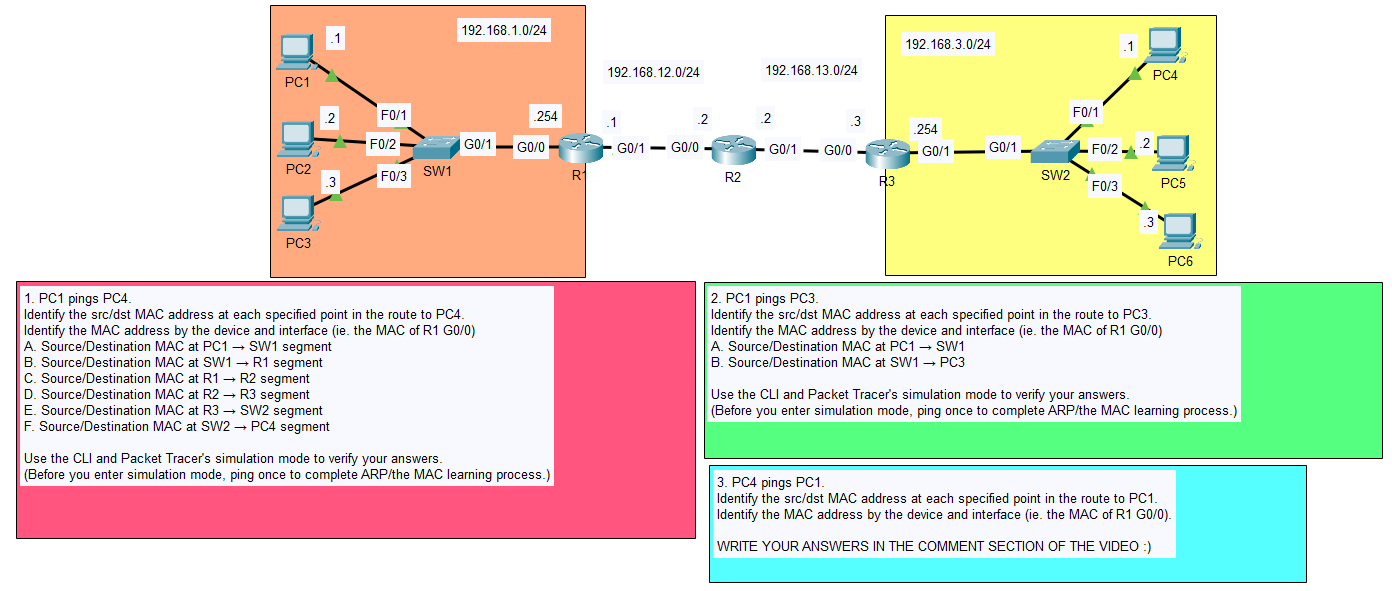 192.168.1.0/24
.1
PC1
F0/1
.2
PC2
F0/2
.3
PC3
F0/3
SW1
G0/1
G0/0
.254
R1
192.168.12.0/24
.1
G0/1
G0/0
.2
R2
192.168.13.0/24
.2
G0/1
G0/0
.3
R3
192.168.3.0/24
.254
G0/1
G0/1
SW2
F0/1
.1
PC4
F0/2
.2
PC5
F0/3
.3
PC6
1. PC1 pings PC4.
Identify the src/dst MAC address at each specified point in the route to PC4.
Identify the MAC address by the device and interface (ie. the MAC of R1 G0/0)
A. Source/Destination MAC at PC1 → SW1 segment
B. Source/Destination MAC at SW1 → R1 segment
C. Source/Destination MAC at R1 → R2 segment
D. Source/Destination MAC at R2 → R3 segment
E. Source/Destination MAC at R3 → SW2 segment
F. Source/Destination MAC at SW2 → PC4 segment
Use the CLI and Packet Tracer's simulation mode to verify your answers.
(Before you enter simulation mode, ping once to complete ARP/the MAC learning process.)
2. PC1 pings PC3.
Identify the src/dst MAC address at each specified point in the route to PC3.
Identify the MAC address by the device and interface (ie. the MAC of R1 G0/0)
A. Source/Destination MAC at PC1 → SW1
B. Source/Destination MAC at SW1 → PC3
Use the CLI and Packet Tracer's simulation mode to verify your answers.
(Before you enter simulation mode, ping once to complete ARP/the MAC learning process.)
3. PC4 pings PC1.
Identify the src/dst MAC address at each specified point in the route to PC1.
Identify the MAC address by the device and interface (ie. the MAC of R1 G0/0).
WRITE YOUR ANSWERS IN THE COMMENT SECTION OF THE VIDEO :)